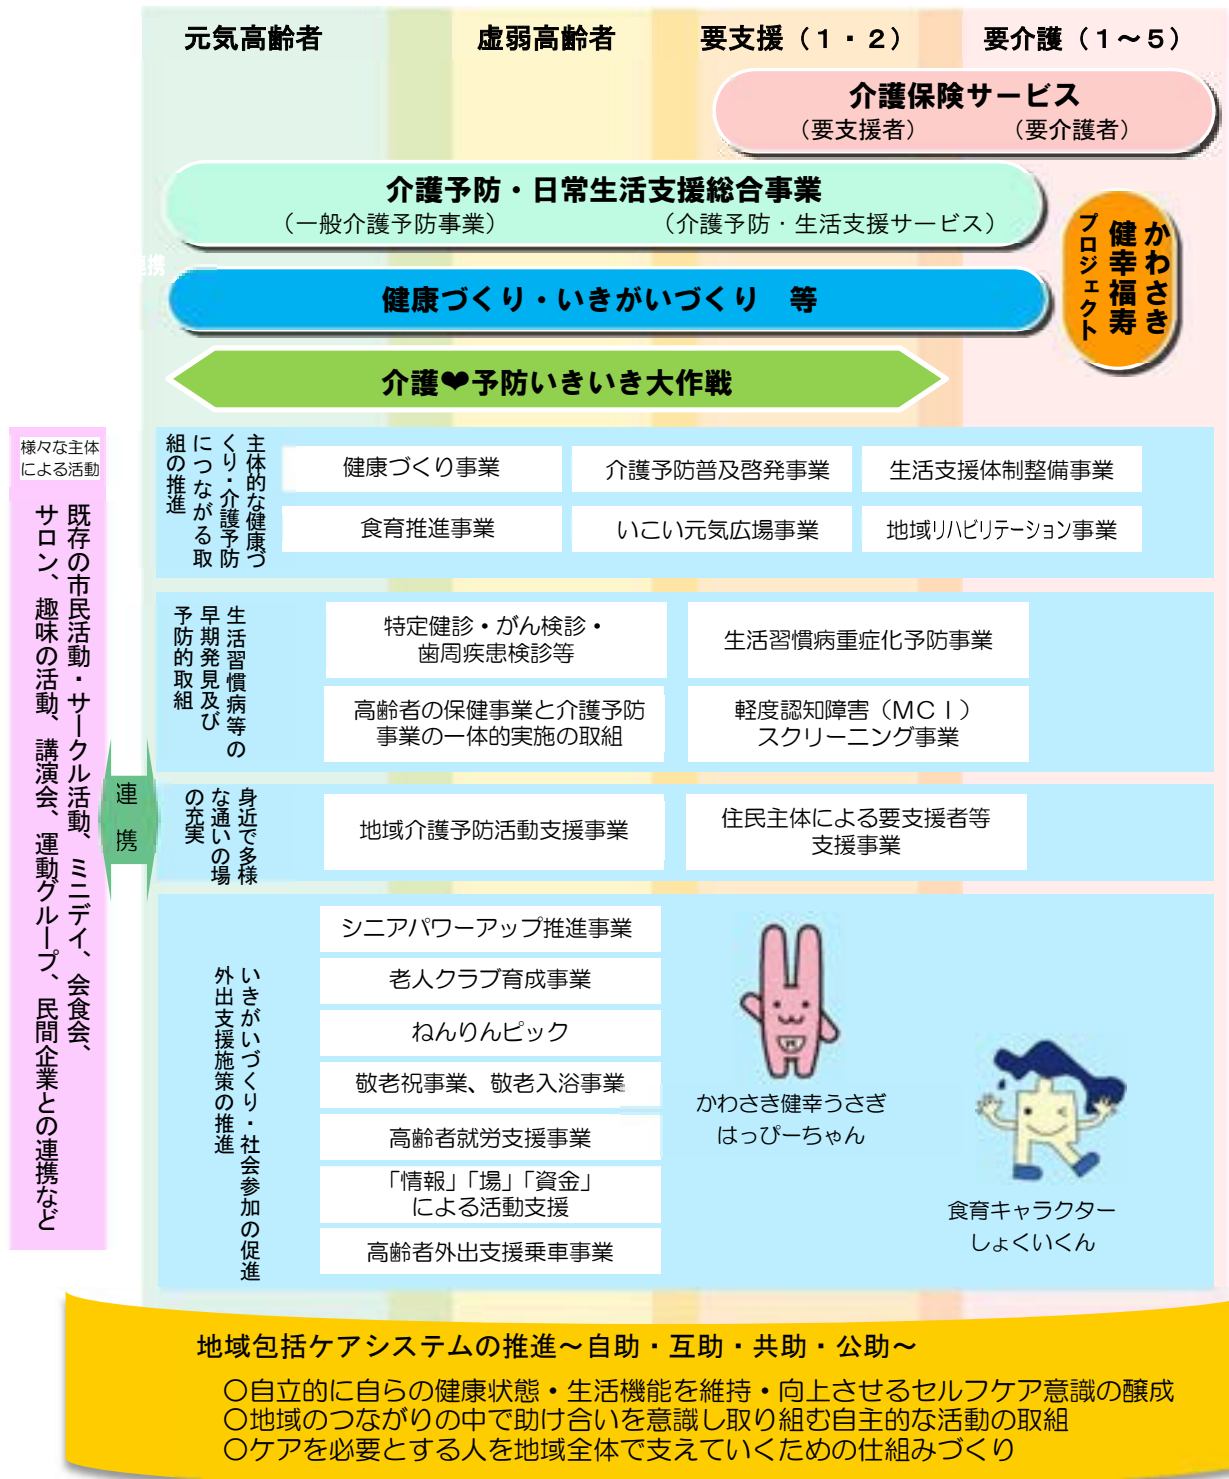 元気高齢者
虚弱高齢者
要支援（１・２）
要介護（１～５）
介護保険サービス
（要支援者）　（要介護者）
介護予防・日常生活支援総合事業
（一般介護予防事業）　（介護予防・生活支援サービス）
かわさき
健幸福寿
プロジェクト
携
健康づくり・いきがいづくり　等
介護❤予防いきいき大作戦
様々な主体
による活動
既存の市民活動・サークル活動、ミニデイ、会食会、
サロン、趣味の活動、講演会、運動グループ、民間企業との連携など
連携
主体的な健康づ
くり・介護予防
につながる取
組の推進
健康づくり事業
介護予防普及啓発事業
生活支援体制整備事業
食育推進事業
いこい元気広場事業
地域リハビリテーション事業
生活習慣病等の
早期発見及び
予防的取組
特定健診・がん検診・
歯周疾患検診等
生活習慣病重症化予防事業
高齢者の保健事業と介護予防
事業の一体的実施の取組
軽度認知障害（ＭＣＩ）
スクリーニング事業
身近で多様
な通いの場
の充実
地域介護予防活動支援事業
住民主体による要支援者等
支援事業
いきがいづくり・社会参加の促進
外出支援施策の推進
シニアパワーアップ推進事業
老人クラブ育成事業
ねんりんピック
敬老祝事業、敬老入浴事業
高齢者就労支援事業
「情報」「場」「資金」
による活動支援
高齢者外出支援乗車事業
かわさき健幸うさぎ
はっぴーちゃん
食育キャラクター
しょくいくん
地域包括ケアシステムの推進～自助・互助・共助・公助～
〇自立的に自らの健康状態・生活機能を維持・向上させるセルフケア意識の醸成
〇地域のつながりの中で助け合いを意識し取り組む自主的な活動の取組
〇ケアを必要とする人を地域全体で支えていくための仕組みづくり